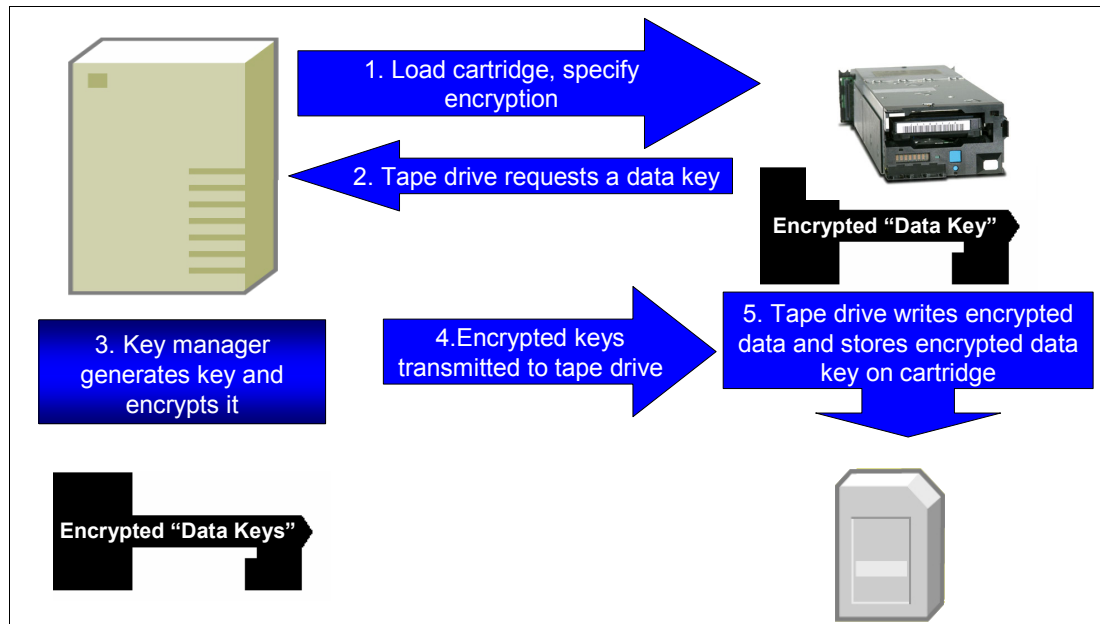 1. Load cartridge, specify
encryption
2. Tape drive requests a data key
Encrypted “Data Key”
3. Key manager
generates key and
encrypts it
4.Encrypted keys
transmitted to tape drive
5. Tape drive writes encrypted
data and stores encrypted data
key on cartridge
Encrypted “Data Keys”